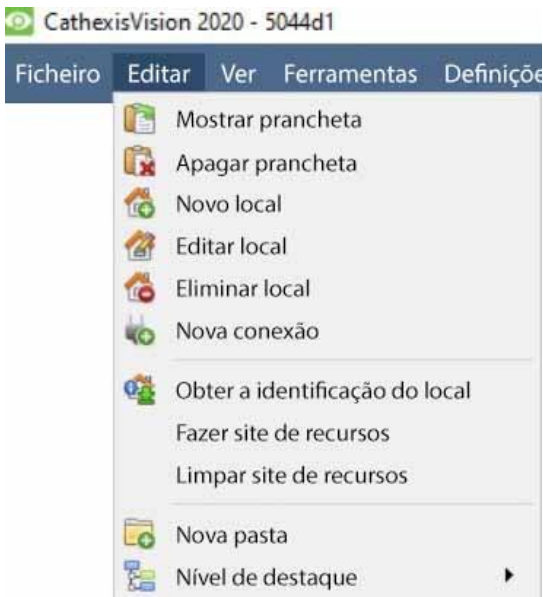 CathexisVision 2020 - 5044d1
Ficheiro Editar Ver Ferramentas Definiçõe
Mostrar prancheta
Apagar prancheta
Novo local
Editar local
Eliminar local
Nova conexão
Obter a identificação do local
Fazer site de recursos
Limpar site de recursos
Nova pasta
Nível de destaque